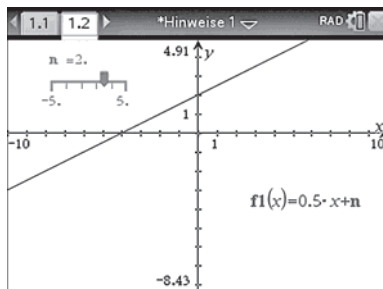 1.1 1.2 *Hinweise 1 RAD
4.91 y
n =2.
-5. 5.
1
-10 1 x 10
f1(x)=0.5· x+n
-8.43